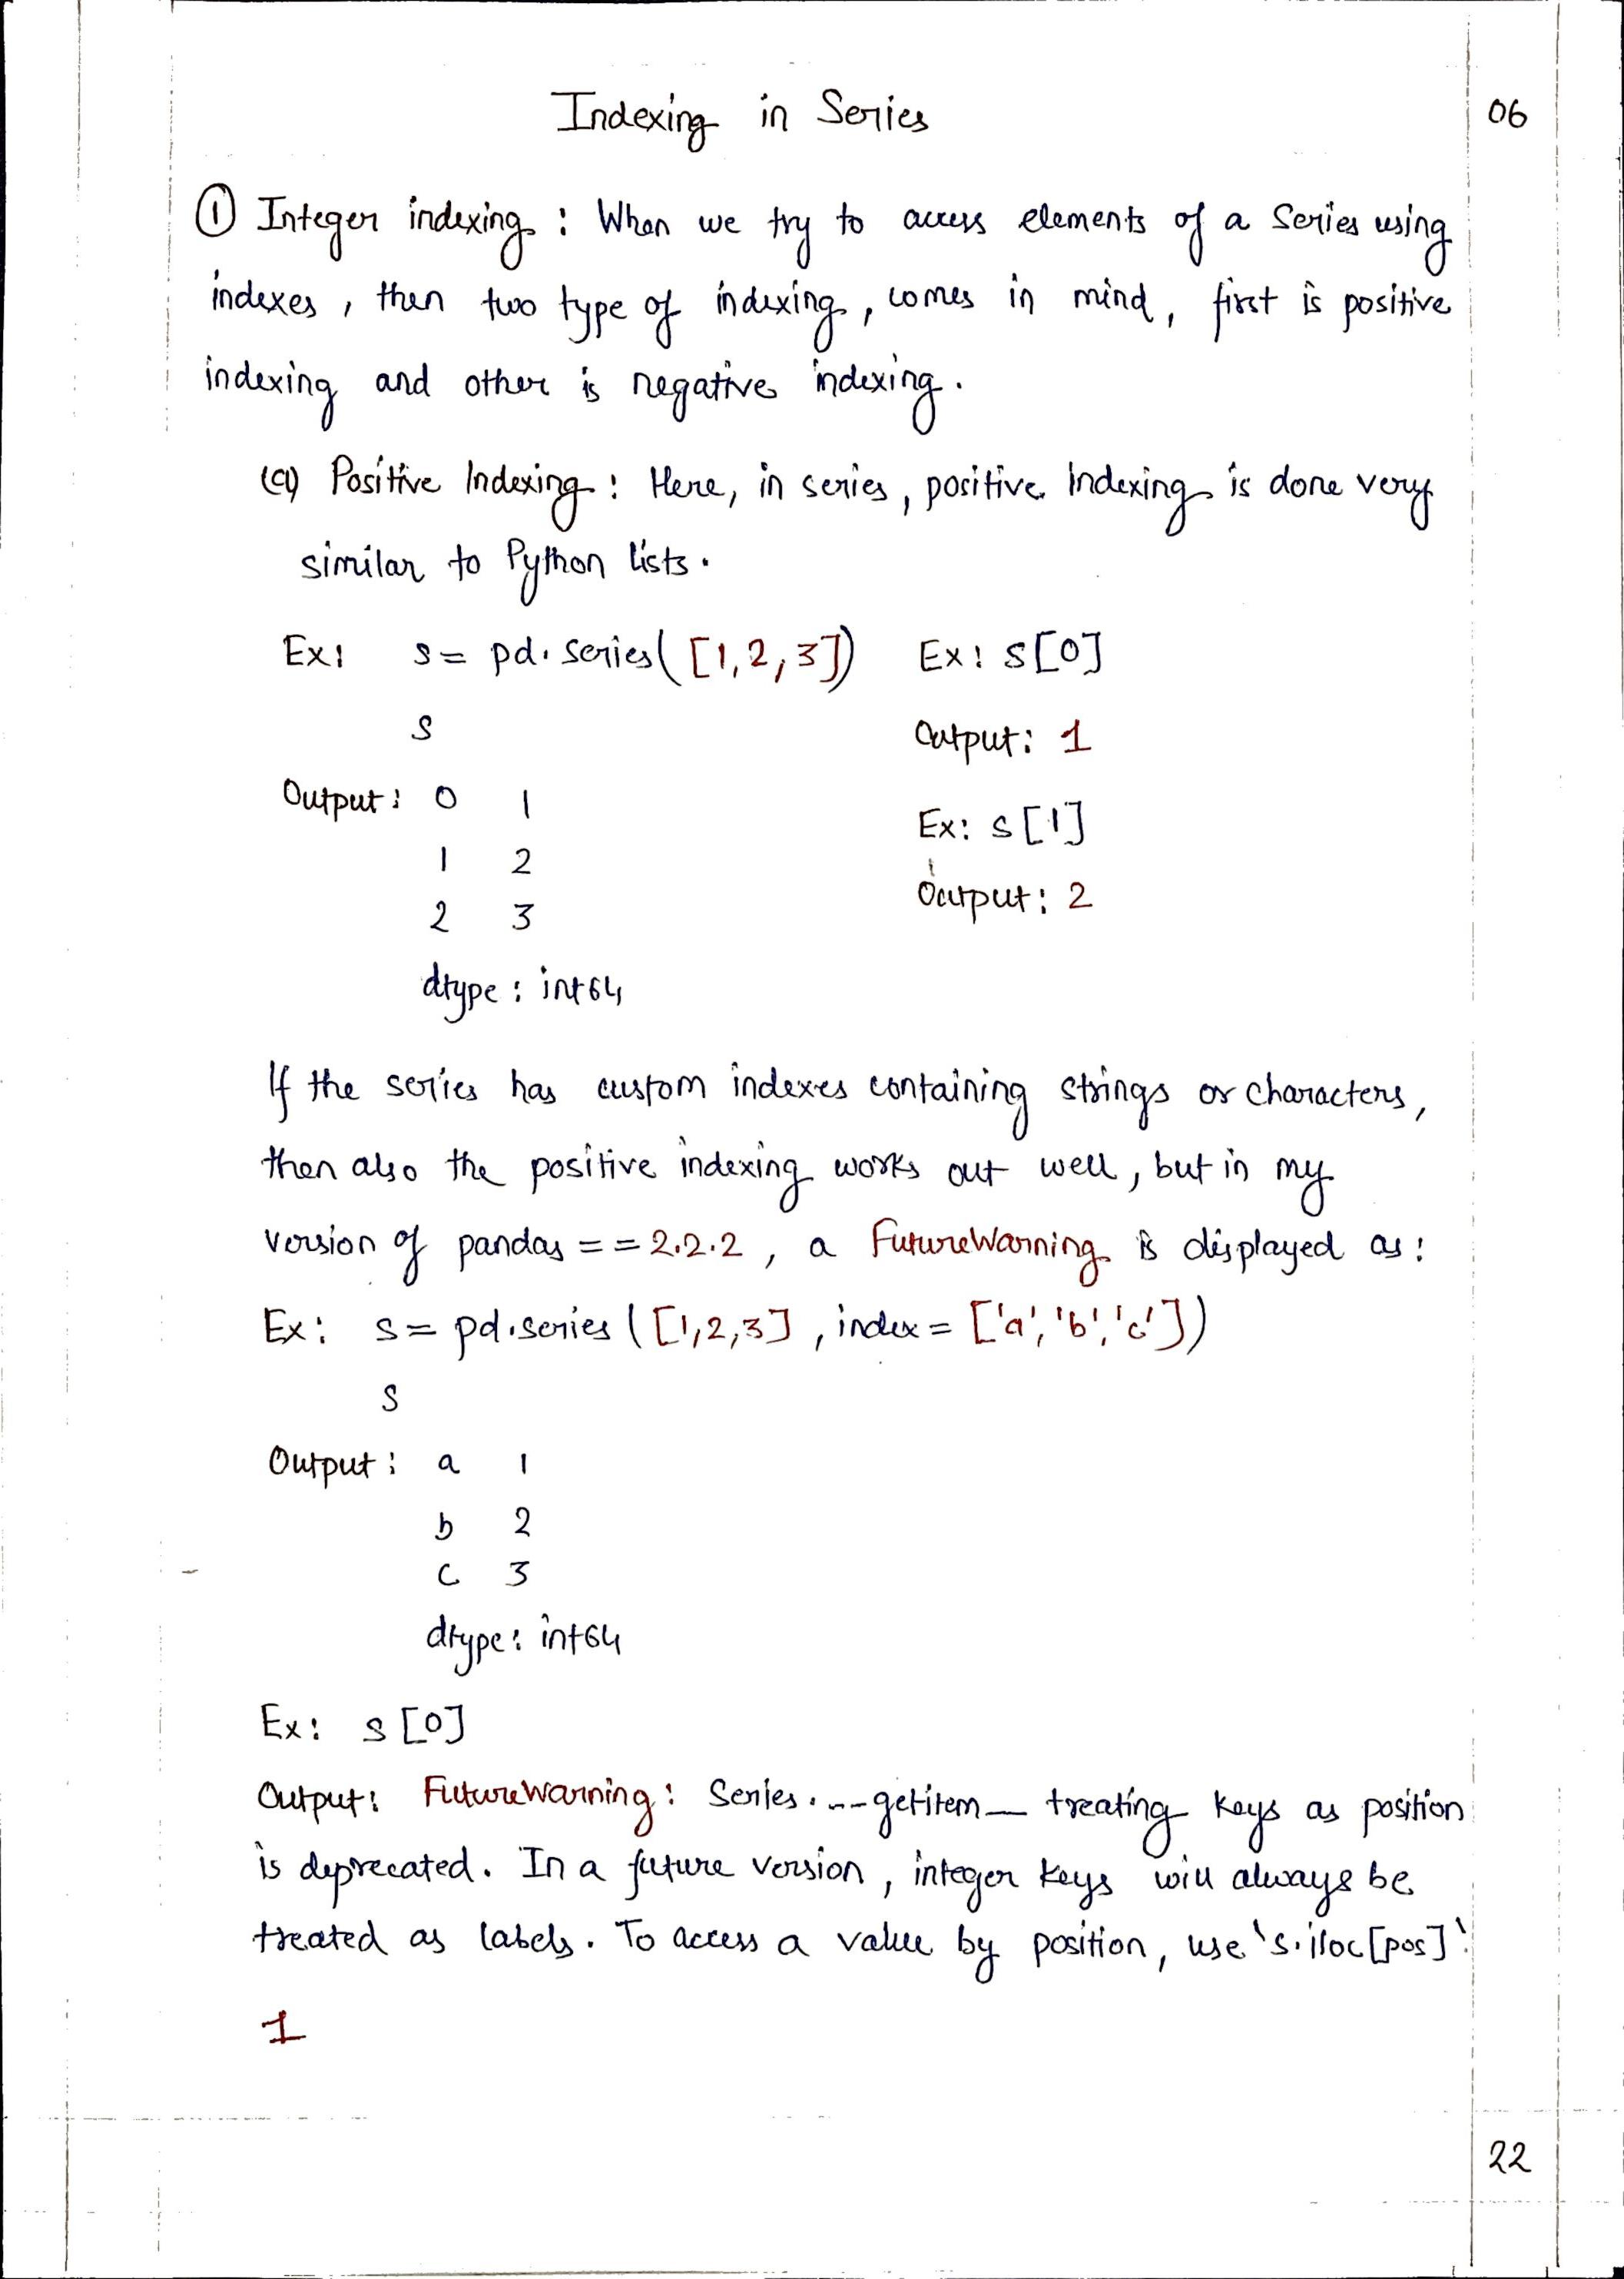 Indexing in Series
06
① Integer indexing : When we try to access elements of a Series using
indexes , then two type of indexing , comes in mind, first is positive
indexing and other is negative indexing.
(a) Positive Indexing : Here, in series, positive Indexing is done very
similar to Python lists.
Ex: s = pd.series([1,2,3])
s
Output : 0 1
1 2
2 3
dtype : int64
Ex: s[0]
Output: 1
Ex: s[1]
Output: 2
If the series has custom indexes containing strings or characters,
then also the positive indexing works out well, but in my
version of pandas == 2.2.2, a FutureWarning is displayed as:
Ex: s = pd.series([1,2,3], index = ['a','b','c'])
s
Output : a 1
b 2
c 3
dtype: int64
Ex: s[0]
Output: FutureWarning: Series.__getitem__ treating keys as position
is deprecated. In a future version, integer keys will always be
treated as labels. To access a value by position, use `s.iloc[pos]`
1
22